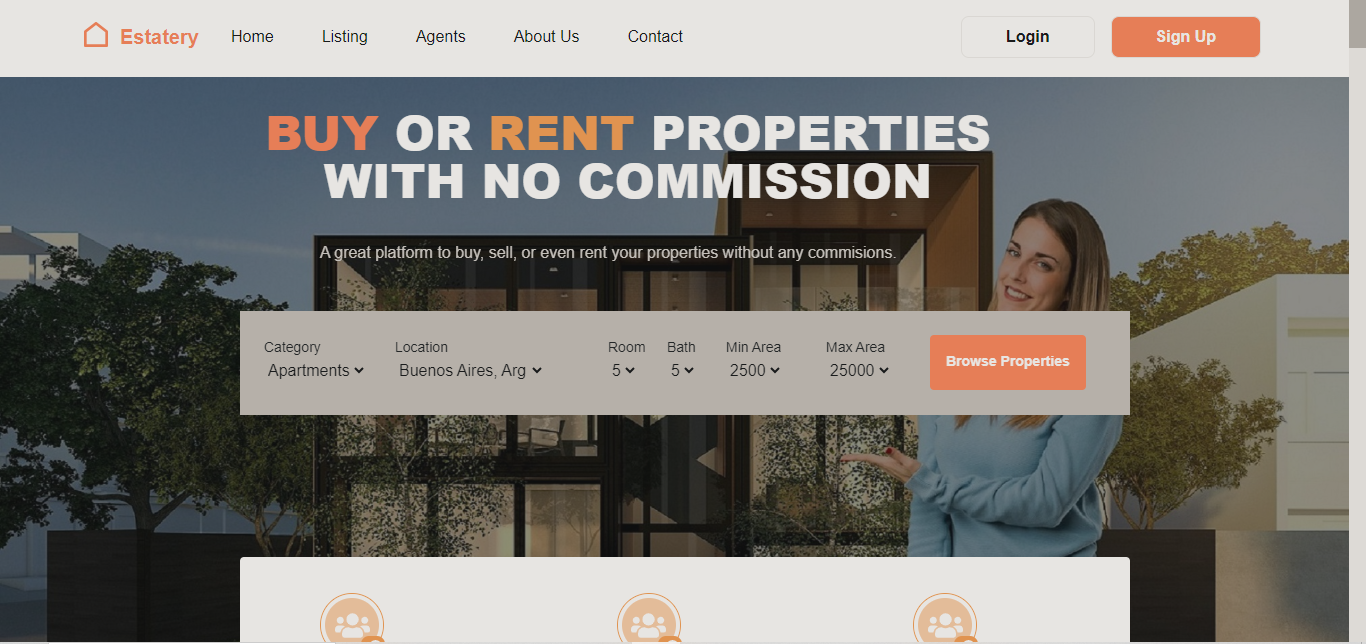 Estatery
Home Listing Agents About Us Contact
Login
Sign Up
BUY OR RENT PROPERTIES
WITH NO COMMISSION
A great platform to buy, sell, or even rent your properties without any commisions.
Category Location Room Bath Min Area Max Area
Apartments Buenos Aires, Arg 5 5 2500 25000
Browse Properties